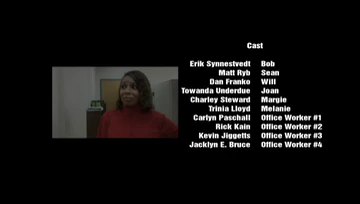 Cast
Erik Synnestvedt Bob
Matt Ryb Sean
Dan Franko Will
Towanda Underdue Joan
Charley Steward Margie
Trinia Lloyd Melanie
Carlyn Paschall Office Worker #1
Rick Kain Office Worker #2
Kevin Jiggetts Office Worker #3
Jacklyn E. Bruce Office Worker #4